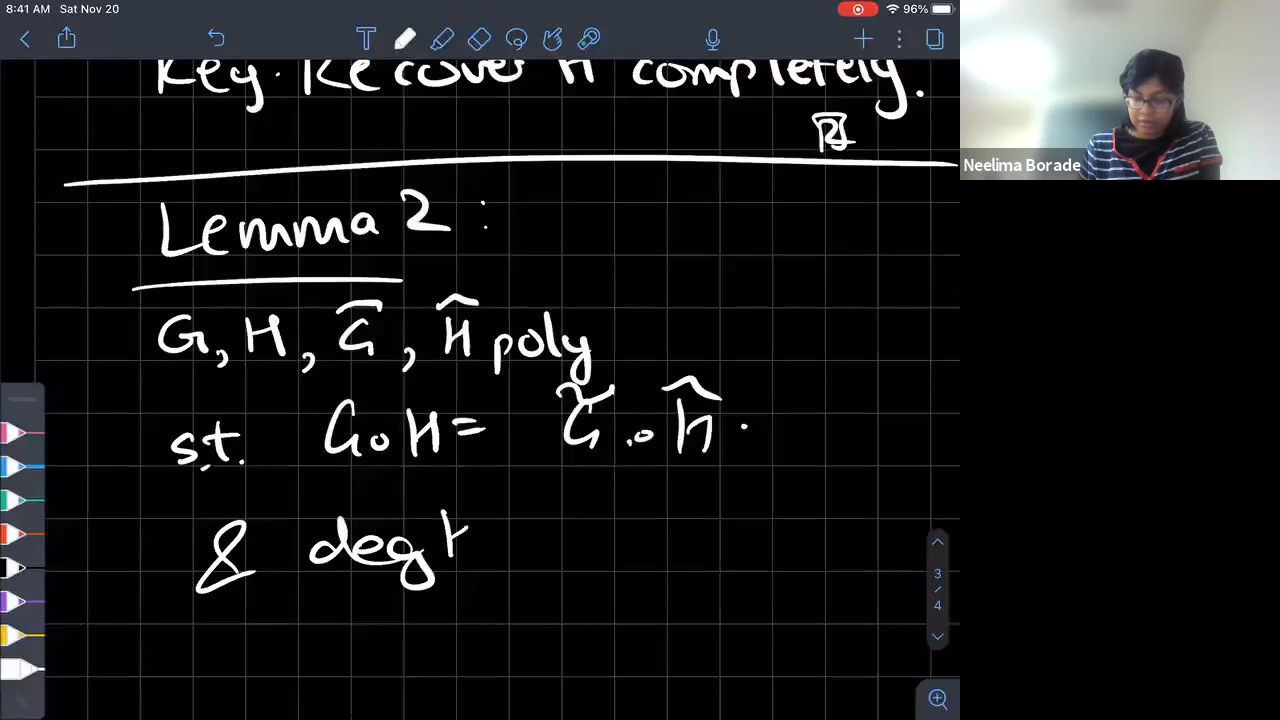 8:41 AM Sat Nov 20
96%
Key. Recover H completely.
Neelima Borade
Lemma 2 :
G, H, G̃, Ĥ poly
s.t. G∘H = G̃∘Ĥ.
& deg
3
/
4